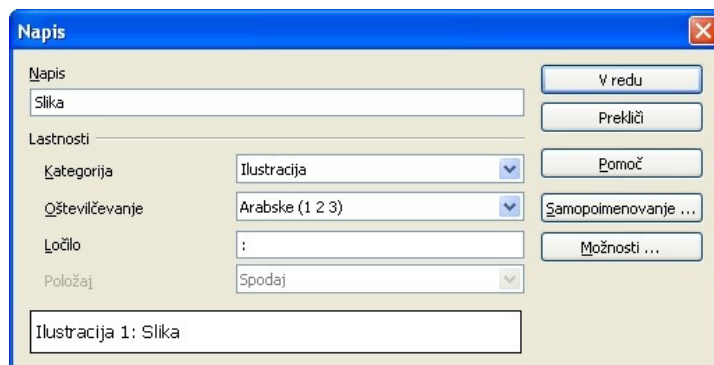 Napis
Napis
Slika
Lastnosti
Kategorija
Ilustracija
Oštevilčevanje
Arabske (1 2 3)
Ločilo
:
Položaj
Spodaj
Ilustracija 1: Slika
V redu
Prekliči
Pomoč
Samopoimenovanje ...
Možnosti ...